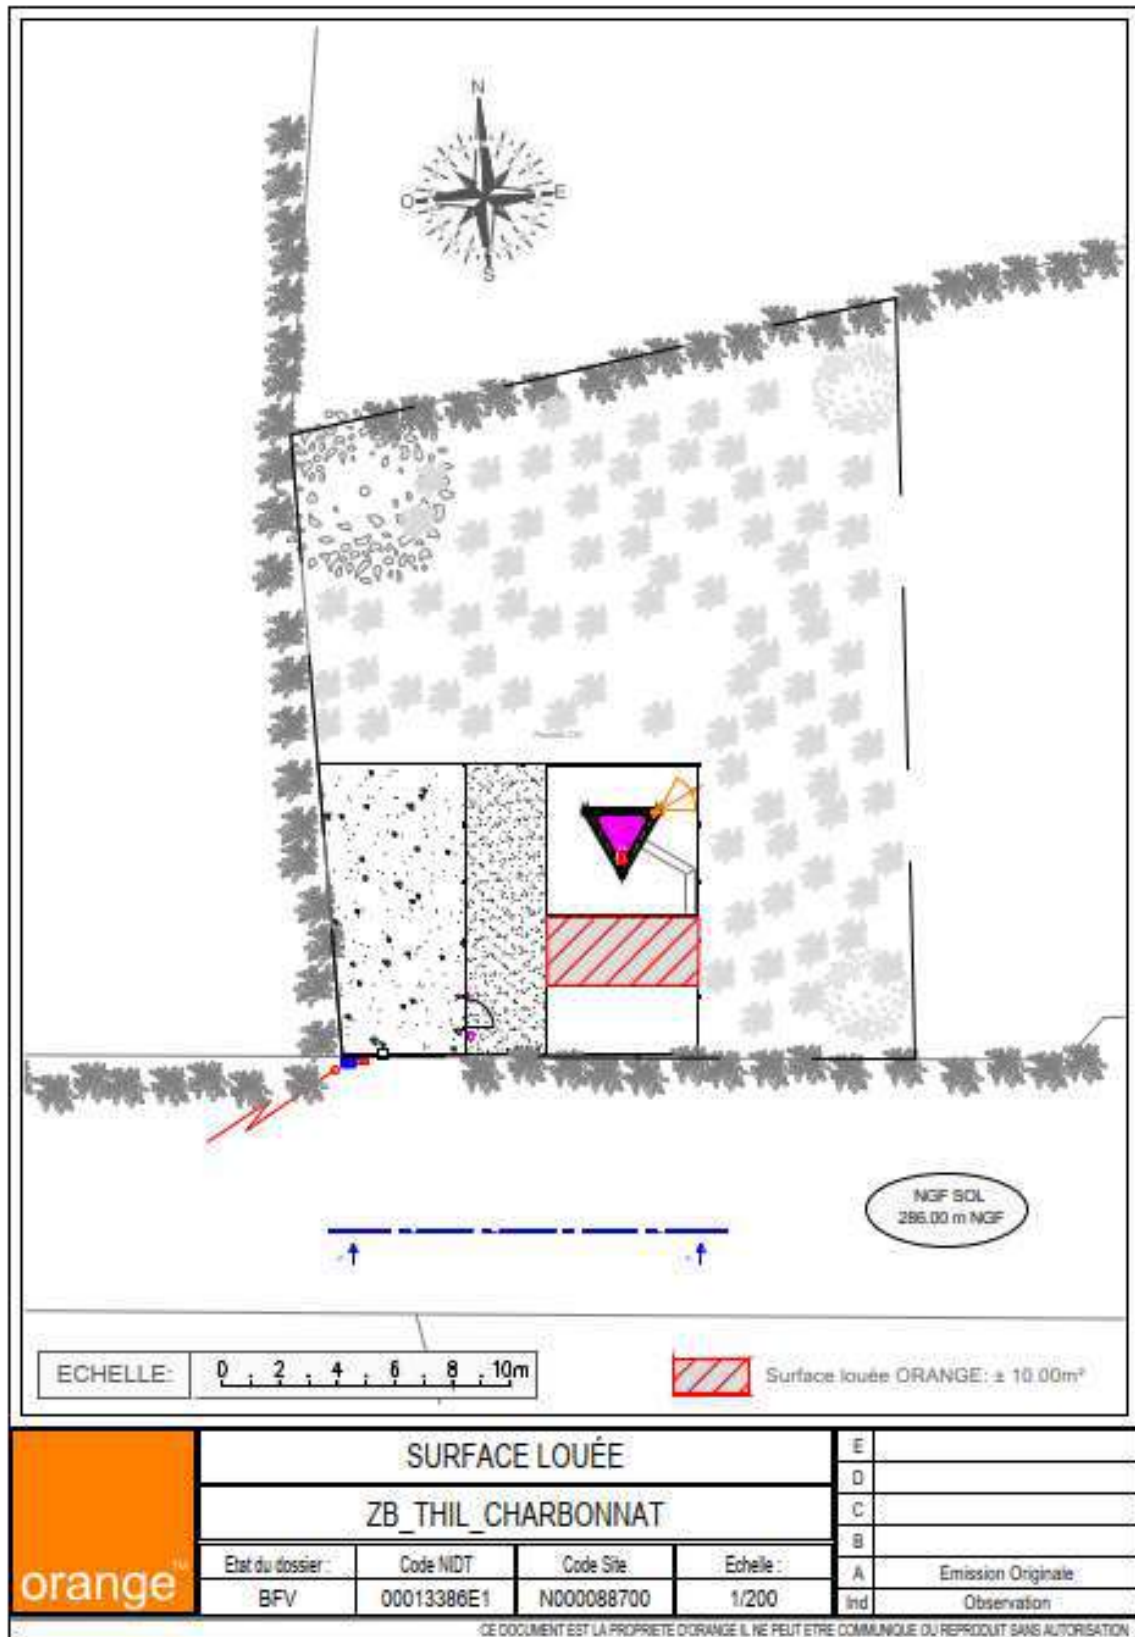 N
O E
S
NGF SOL
286.00 m NGF
ECHELLE: 0 2 4 6 8 10m
Surface louée ORANGE: ± 10.00m²
orange™
SURFACE LOUÉE
ZB_THIL_CHARBONNAT
Etat du dossier : Code NIDT Code Site Echelle :
BFV 00013386E1 N000088700 1/200
E
D
C
B
A Emission Originale
Ind Observation
CE DOCUMENT EST LA PROPRIETE D'ORANGE IL NE PEUT ETRE COMMUNIQUE OU REPRODUIT SANS AUTORISATION